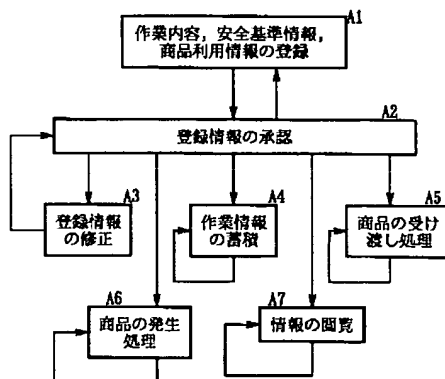 A1
作業内容，安全基準情報，
商品利用情報の登録
A2
登録情報の承認
A3
登録情報
の修正
A4
作業情報
の蓄積
A5
商品の受け
渡し処理
A6
商品の発生
処理
A7
情報の閲覧